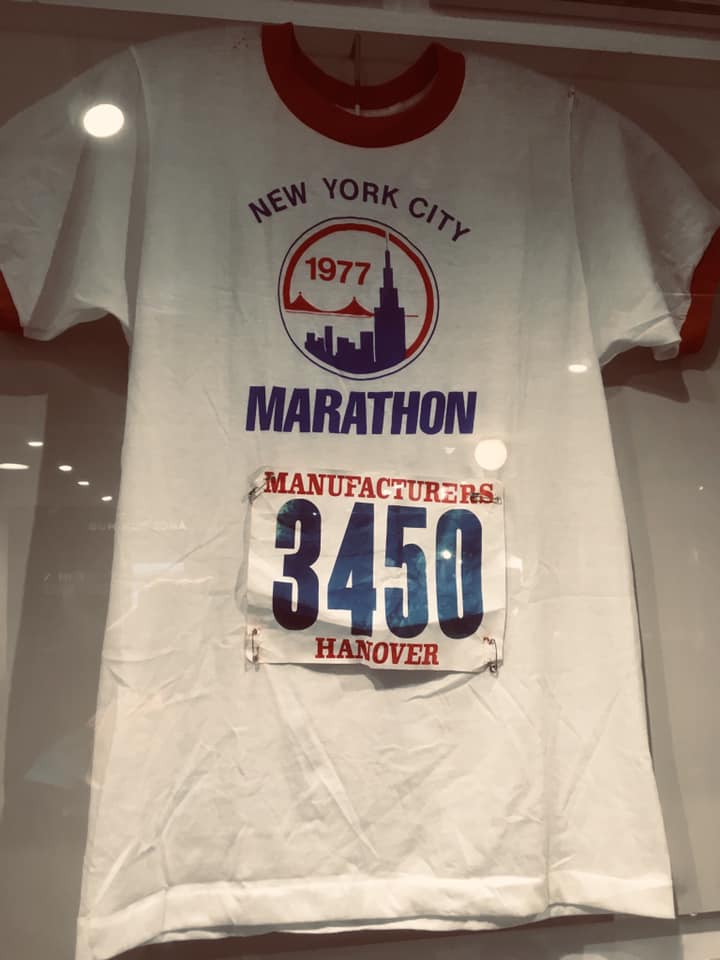 NEW YORK CITY
1977
MARATHON
MANUFACTURERS
3450
HANOVER